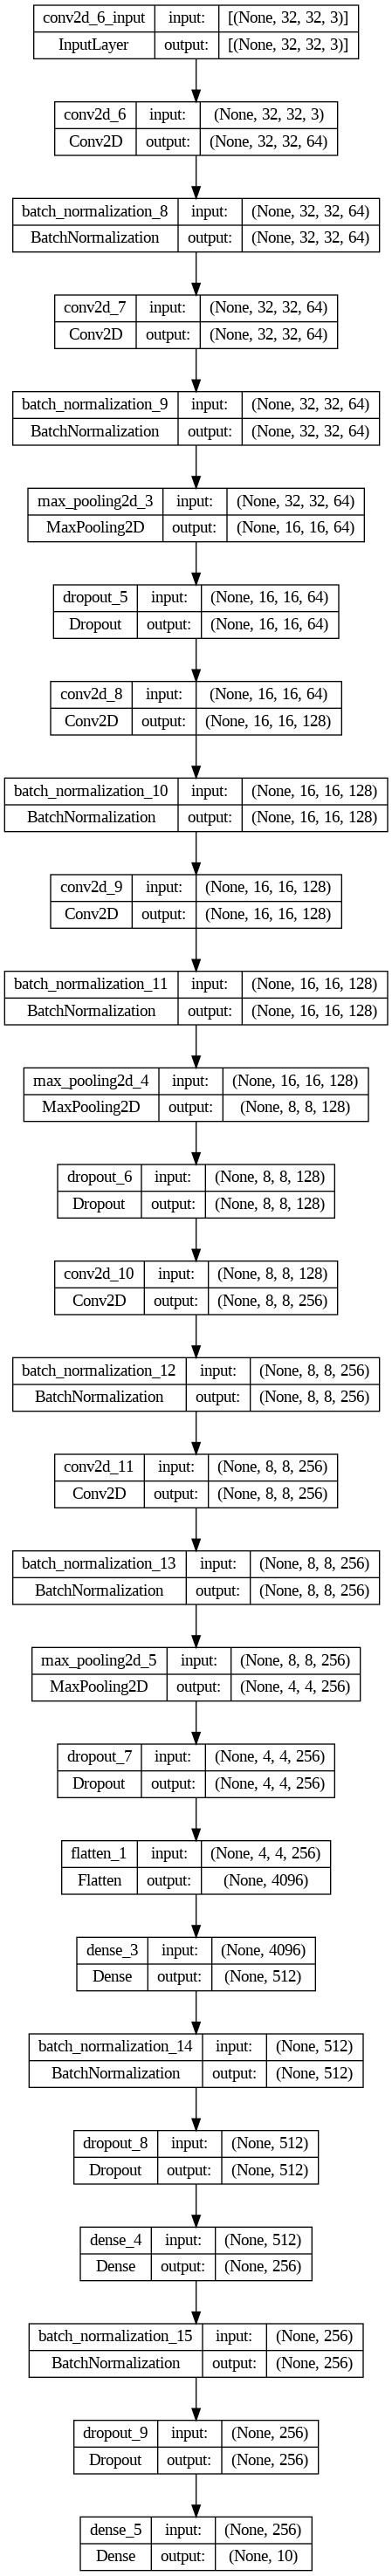 conv2d_6_input input: [(None, 32, 32, 3)]
InputLayer output: [(None, 32, 32, 3)]
conv2d_6 input: (None, 32, 32, 3)
Conv2D output: (None, 32, 32, 64)
batch_normalization_8 input: (None, 32, 32, 64)
BatchNormalization output: (None, 32, 32, 64)
conv2d_7 input: (None, 32, 32, 64)
Conv2D output: (None, 32, 32, 64)
batch_normalization_9 input: (None, 32, 32, 64)
BatchNormalization output: (None, 32, 32, 64)
max_pooling2d_3 input: (None, 32, 32, 64)
MaxPooling2D output: (None, 16, 16, 64)
dropout_5 input: (None, 16, 16, 64)
Dropout output: (None, 16, 16, 64)
conv2d_8 input: (None, 16, 16, 64)
Conv2D output: (None, 16, 16, 128)
batch_normalization_10 input: (None, 16, 16, 128)
BatchNormalization output: (None, 16, 16, 128)
conv2d_9 input: (None, 16, 16, 128)
Conv2D output: (None, 16, 16, 128)
batch_normalization_11 input: (None, 16, 16, 128)
BatchNormalization output: (None, 16, 16, 128)
max_pooling2d_4 input: (None, 16, 16, 128)
MaxPooling2D output: (None, 8, 8, 128)
dropout_6 input: (None, 8, 8, 128)
Dropout output: (None, 8, 8, 128)
conv2d_10 input: (None, 8, 8, 128)
Conv2D output: (None, 8, 8, 256)
batch_normalization_12 input: (None, 8, 8, 256)
BatchNormalization output: (None, 8, 8, 256)
conv2d_11 input: (None, 8, 8, 256)
Conv2D output: (None, 8, 8, 256)
batch_normalization_13 input: (None, 8, 8, 256)
BatchNormalization output: (None, 8, 8, 256)
max_pooling2d_5 input: (None, 8, 8, 256)
MaxPooling2D output: (None, 4, 4, 256)
dropout_7 input: (None, 4, 4, 256)
Dropout output: (None, 4, 4, 256)
flatten_1 input: (None, 4, 4, 256)
Flatten output: (None, 4096)
dense_3 input: (None, 4096)
Dense output: (None, 512)
batch_normalization_14 input: (None, 512)
BatchNormalization output: (None, 512)
dropout_8 input: (None, 512)
Dropout output: (None, 512)
dense_4 input: (None, 512)
Dense output: (None, 256)
batch_normalization_15 input: (None, 256)
BatchNormalization output: (None, 256)
dropout_9 input: (None, 256)
Dropout output: (None, 256)
dense_5 input: (None, 256)
Dense output: (None, 10)